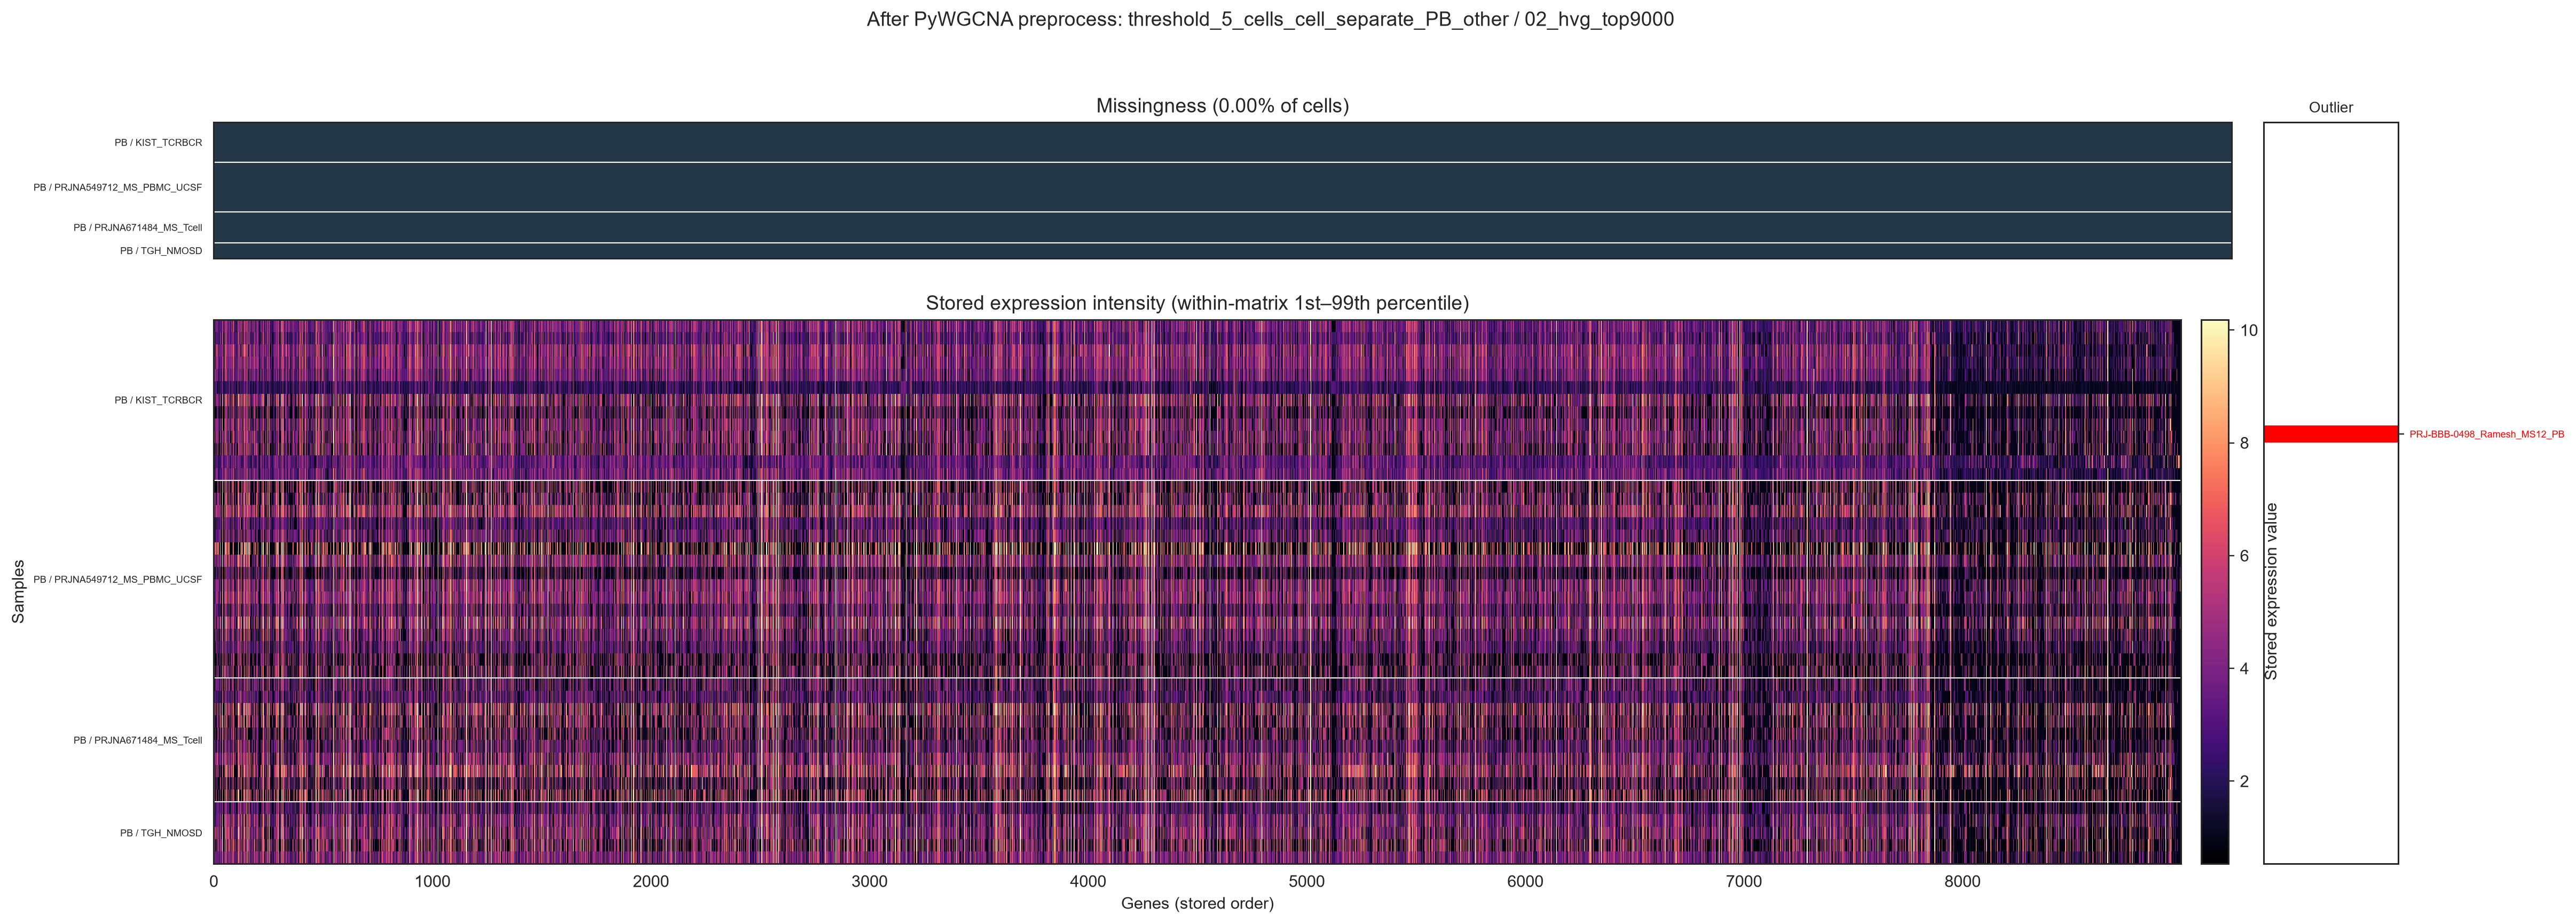 After PyWGCNA preprocess: threshold_5_cells_cell_separate_PB_other / 02_hvg_top9000
Missingness (0.00% of cells)
Outlier
PB / KIST_TCRBCR
PB / PRJNA549712_MS_PBMC_UCSF
PB / PRJNA671484_MS_Tcell
PB / TGH_NMOSD
Stored expression intensity (within-matrix 1st–99th percentile)
Samples
PB / KIST_TCRBCR
PB / PRJNA549712_MS_PBMC_UCSF
PB / PRJNA671484_MS_Tcell
PB / TGH_NMOSD
0 1000 2000 3000 4000 5000 6000 7000 8000
Genes (stored order)
10
8
6
4
2
Stored expression value
PRJ-BBB-0498_Ramesh_MS12_PB